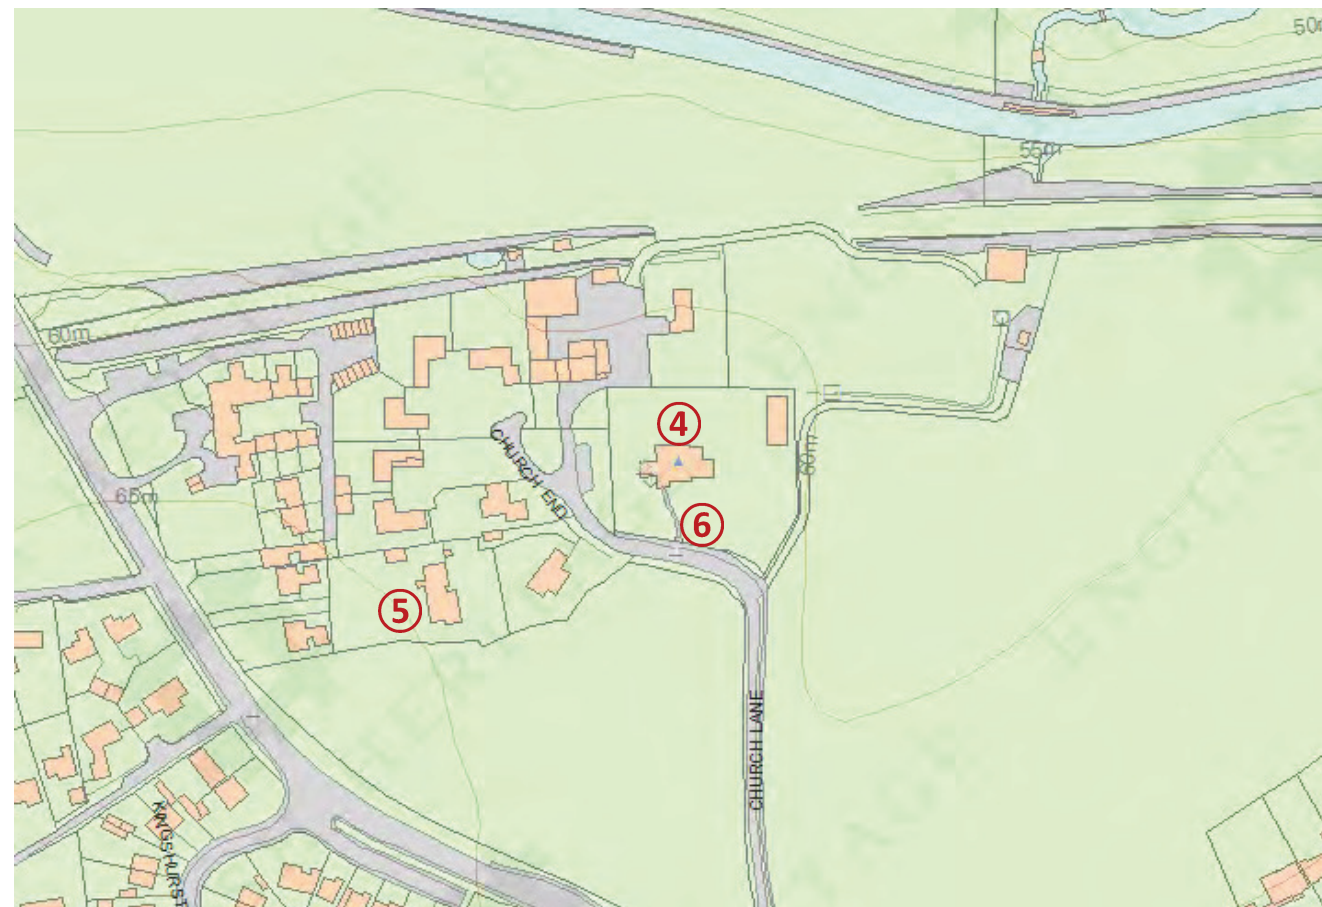 50m
55m
60m
④
CHURCH END
60m
65m
⑥
⑤
CHURCH LANE
KINGSHURST